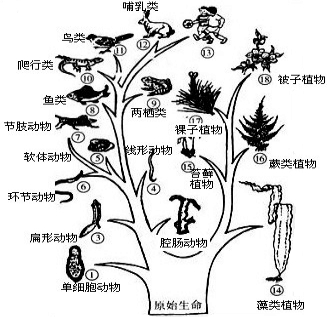 哺乳类
鸟类
⑪
⑫
⑬
爬行类
⑩
⑱
被子植物
鱼类
⑧
⑨
两栖类
⑰
裸子植物
节肢动物
⑦
线形动物
软体动物
⑤
⑮
苔鲜
植物
⑯
蕨类植物
⑥
④
环节动物
③
扁形动物
腔肠动物
①
单细胞动物
⑭
藻类植物
原始生命